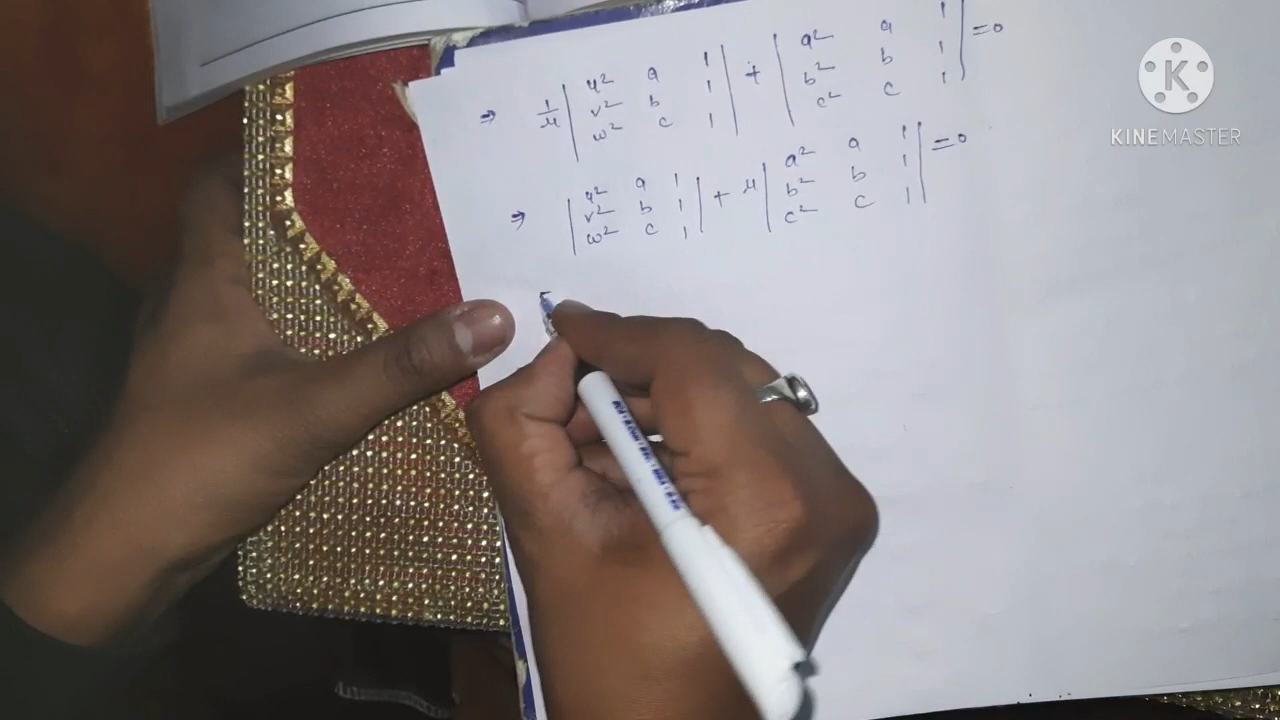 ⇒ 1/μ | u² a 1 | + | a² a 1 | = 0
| v² b 1 | | b² b 1 |
| w² c 1 | | c² c 1 |
⇒ | u² a 1 | + μ | a² a 1 | = 0
| v² b 1 | | b² b 1 |
| w² c 1 | | c² c 1 |
K
KINEMASTER